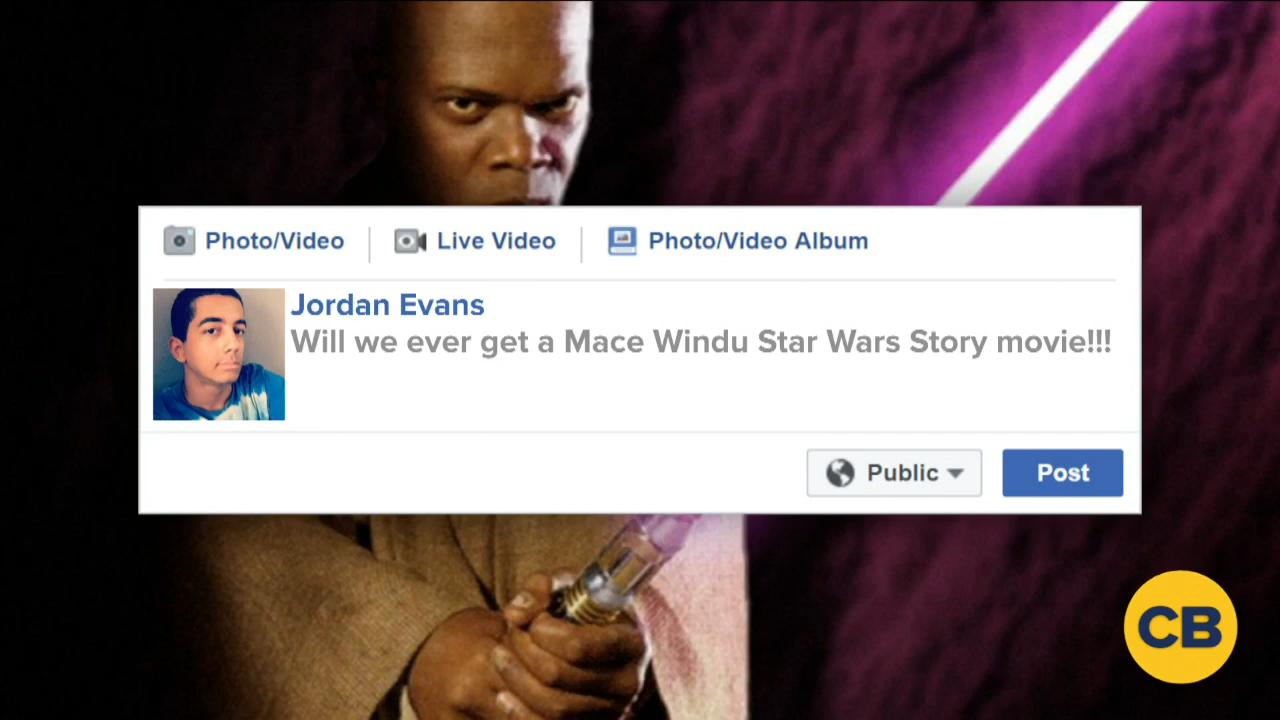 Photo/Video
Live Video
Photo/Video Album
Jordan Evans
Will we ever get a Mace Windu Star Wars Story movie!!!
Public
Post
CB